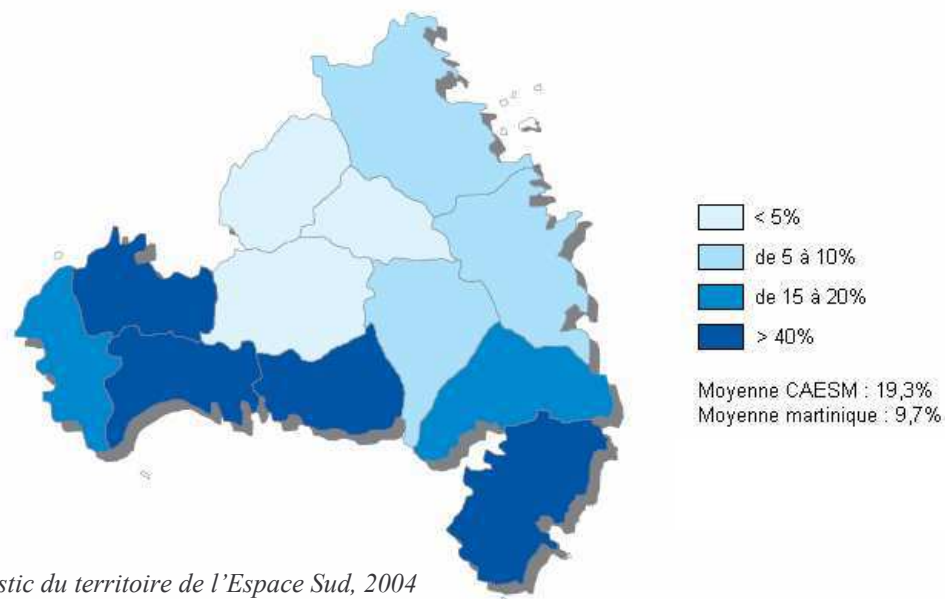 < 5%
de 5 à 10%
de 15 à 20%
> 40%
Moyenne CAESM : 19,3%
Moyenne martinique : 9,7%
stic du territoire de l’Espace Sud, 2004